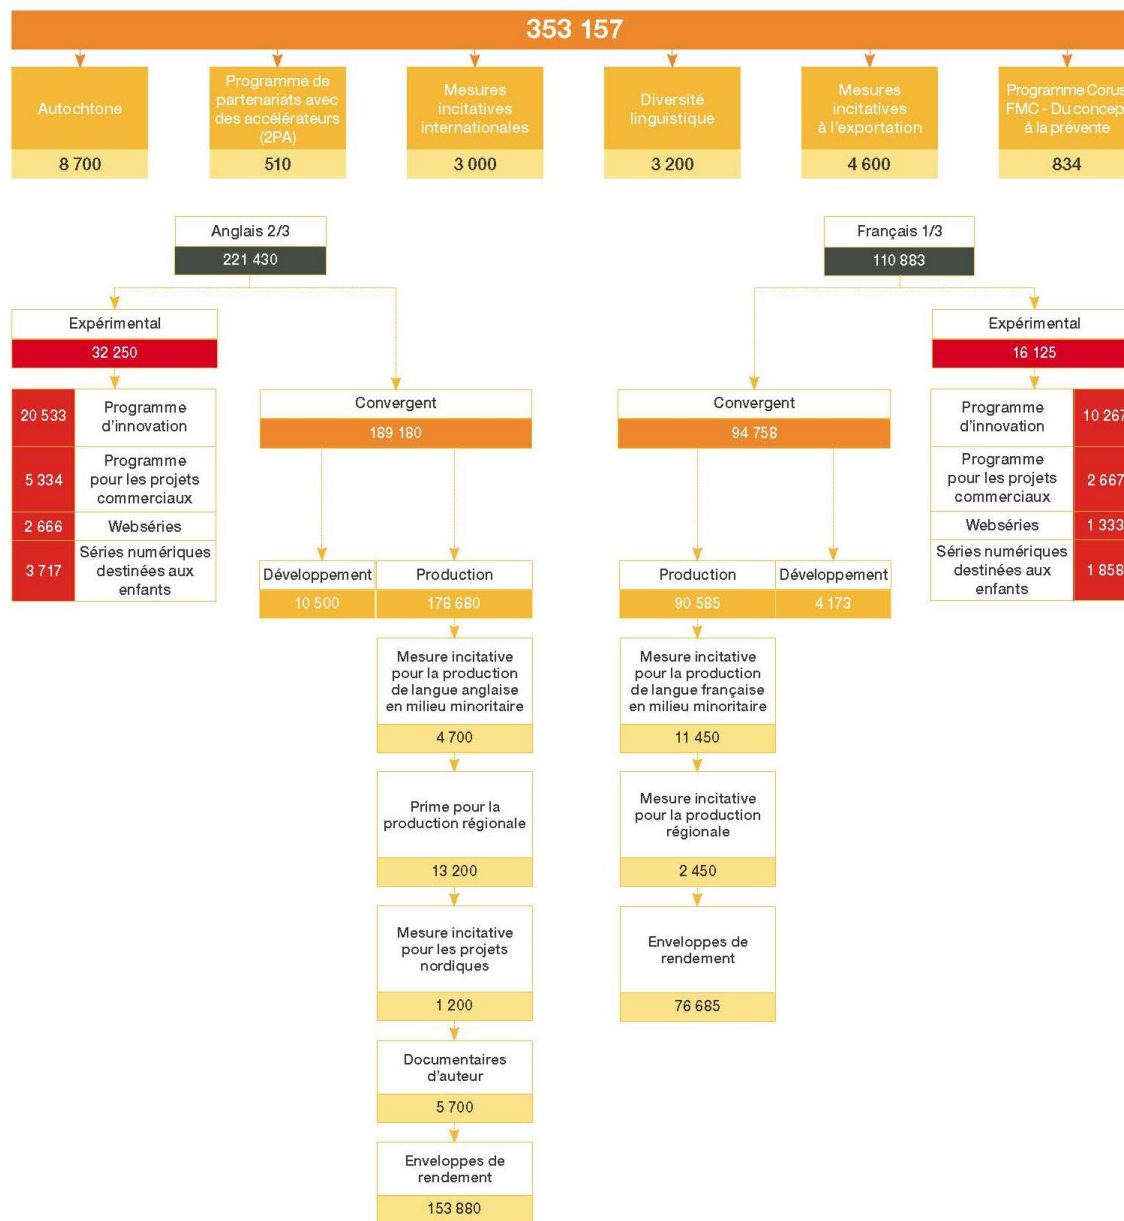 353 157
Autochtone
8 700
Programme de
partenariats avec
des accélérateurs
(2PA)
510
Mesures
incitatives
internationales
3 000
Diversité
linguistique
3 200
Mesures
incitatives
à l'exportation
4 600
Programme Corus-
FMC - Du concept
à la prévente
834
Anglais 2/3
221 430
Français 1/3
110 883
Expérimental
32 250
20 533
Programme
d'innovation
5 334
Programme
pour les projets
commerciaux
2 666
Webséries
3 717
Séries numériques
destinées aux
enfants
Convergent
189 180
Développement
10 500
Production
178 680
Mesure incitative
pour la production
de langue anglaise
en milieu minoritaire
4 700
Prime pour la
production régionale
13 200
Mesure incitative
pour les projets
nordiques
1 200
Documentaires
d'auteur
5 700
Enveloppes de
rendement
153 880
Convergent
94 758
Production
90 585
Développement
4 173
Mesure incitative
pour la production
de langue française
en milieu minoritaire
11 450
Mesure incitative
pour la production
régionale
2 450
Enveloppes de
rendement
76 685
Expérimental
16 125
Programme
d'innovation
10 267
Programme
pour les projets
commerciaux
2 667
Webséries
1 333
Séries numériques
destinées aux
enfants
1 858